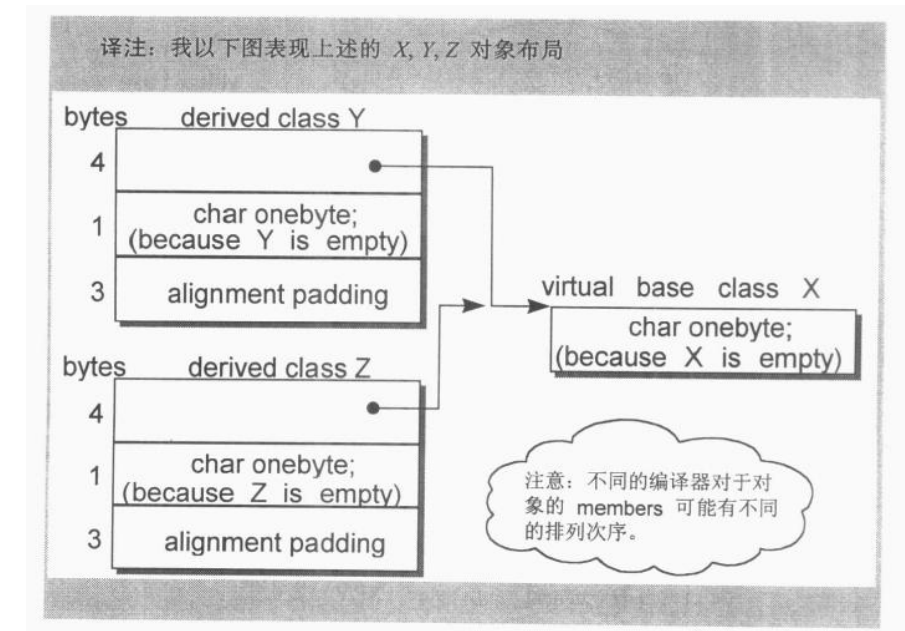 译注：我以下图表现上述的 X, Y, Z 对象布局
bytes derived class Y
4
1 char onebyte;
(because Y is empty)
3 alignment padding
virtual base class X
char onebyte;
(because X is empty)
bytes derived class Z
4
1 char onebyte;
(because Z is empty)
3 alignment padding
注意：不同的编译器对于对
象的 members 可能有不同
的排列次序。